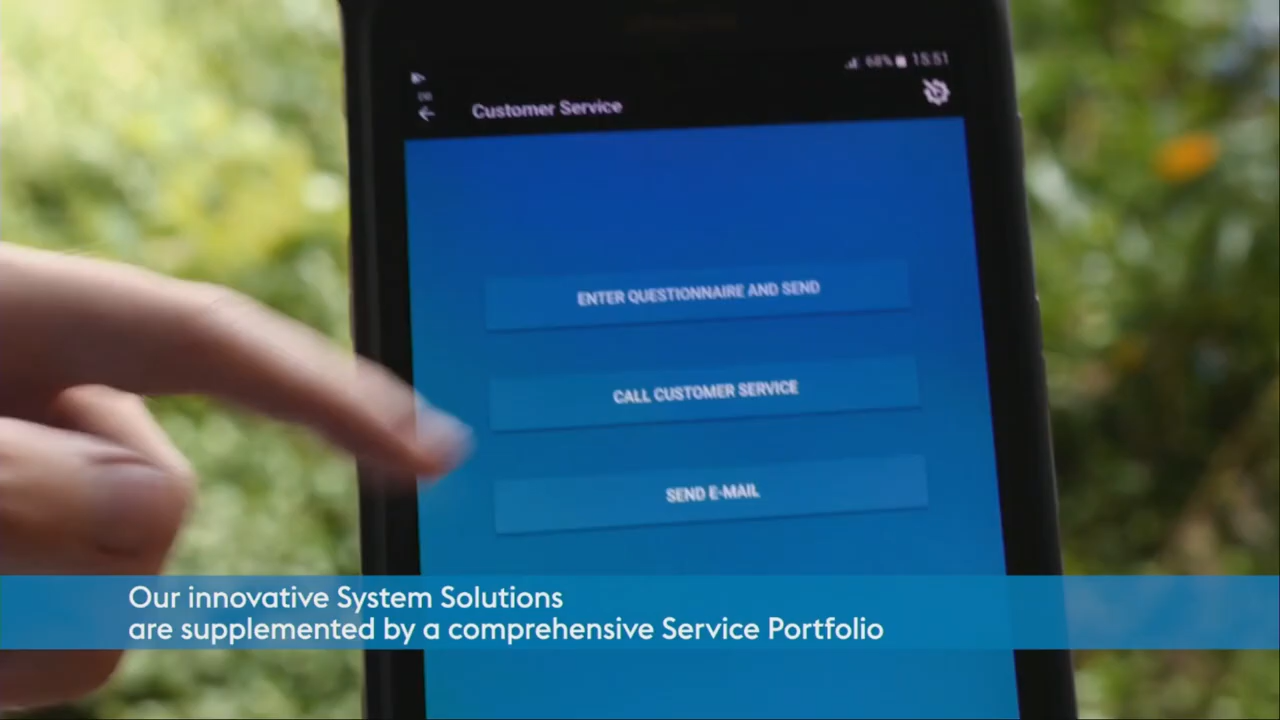 68% 15:51
Customer Service
ENTER QUESTIONNAIRE AND SEND
CALL CUSTOMER SERVICE
SEND E-MAIL
Our innovative System Solutions
are supplemented by a comprehensive Service Portfolio